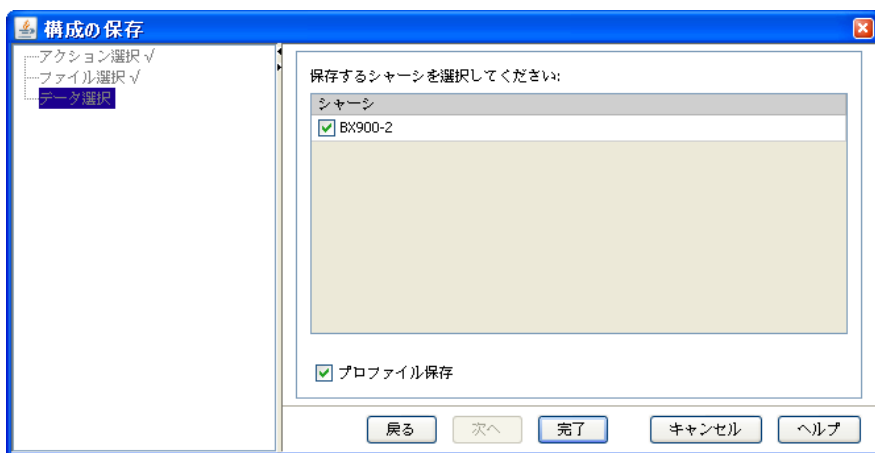 構成の保存
アクション選択 √
ファイル選択 √
データ選択
保存するシャーシを選択してください:
シャーシ
BX900-2
プロファイル保存
戻る
次へ
完了
キャンセル
ヘルプ